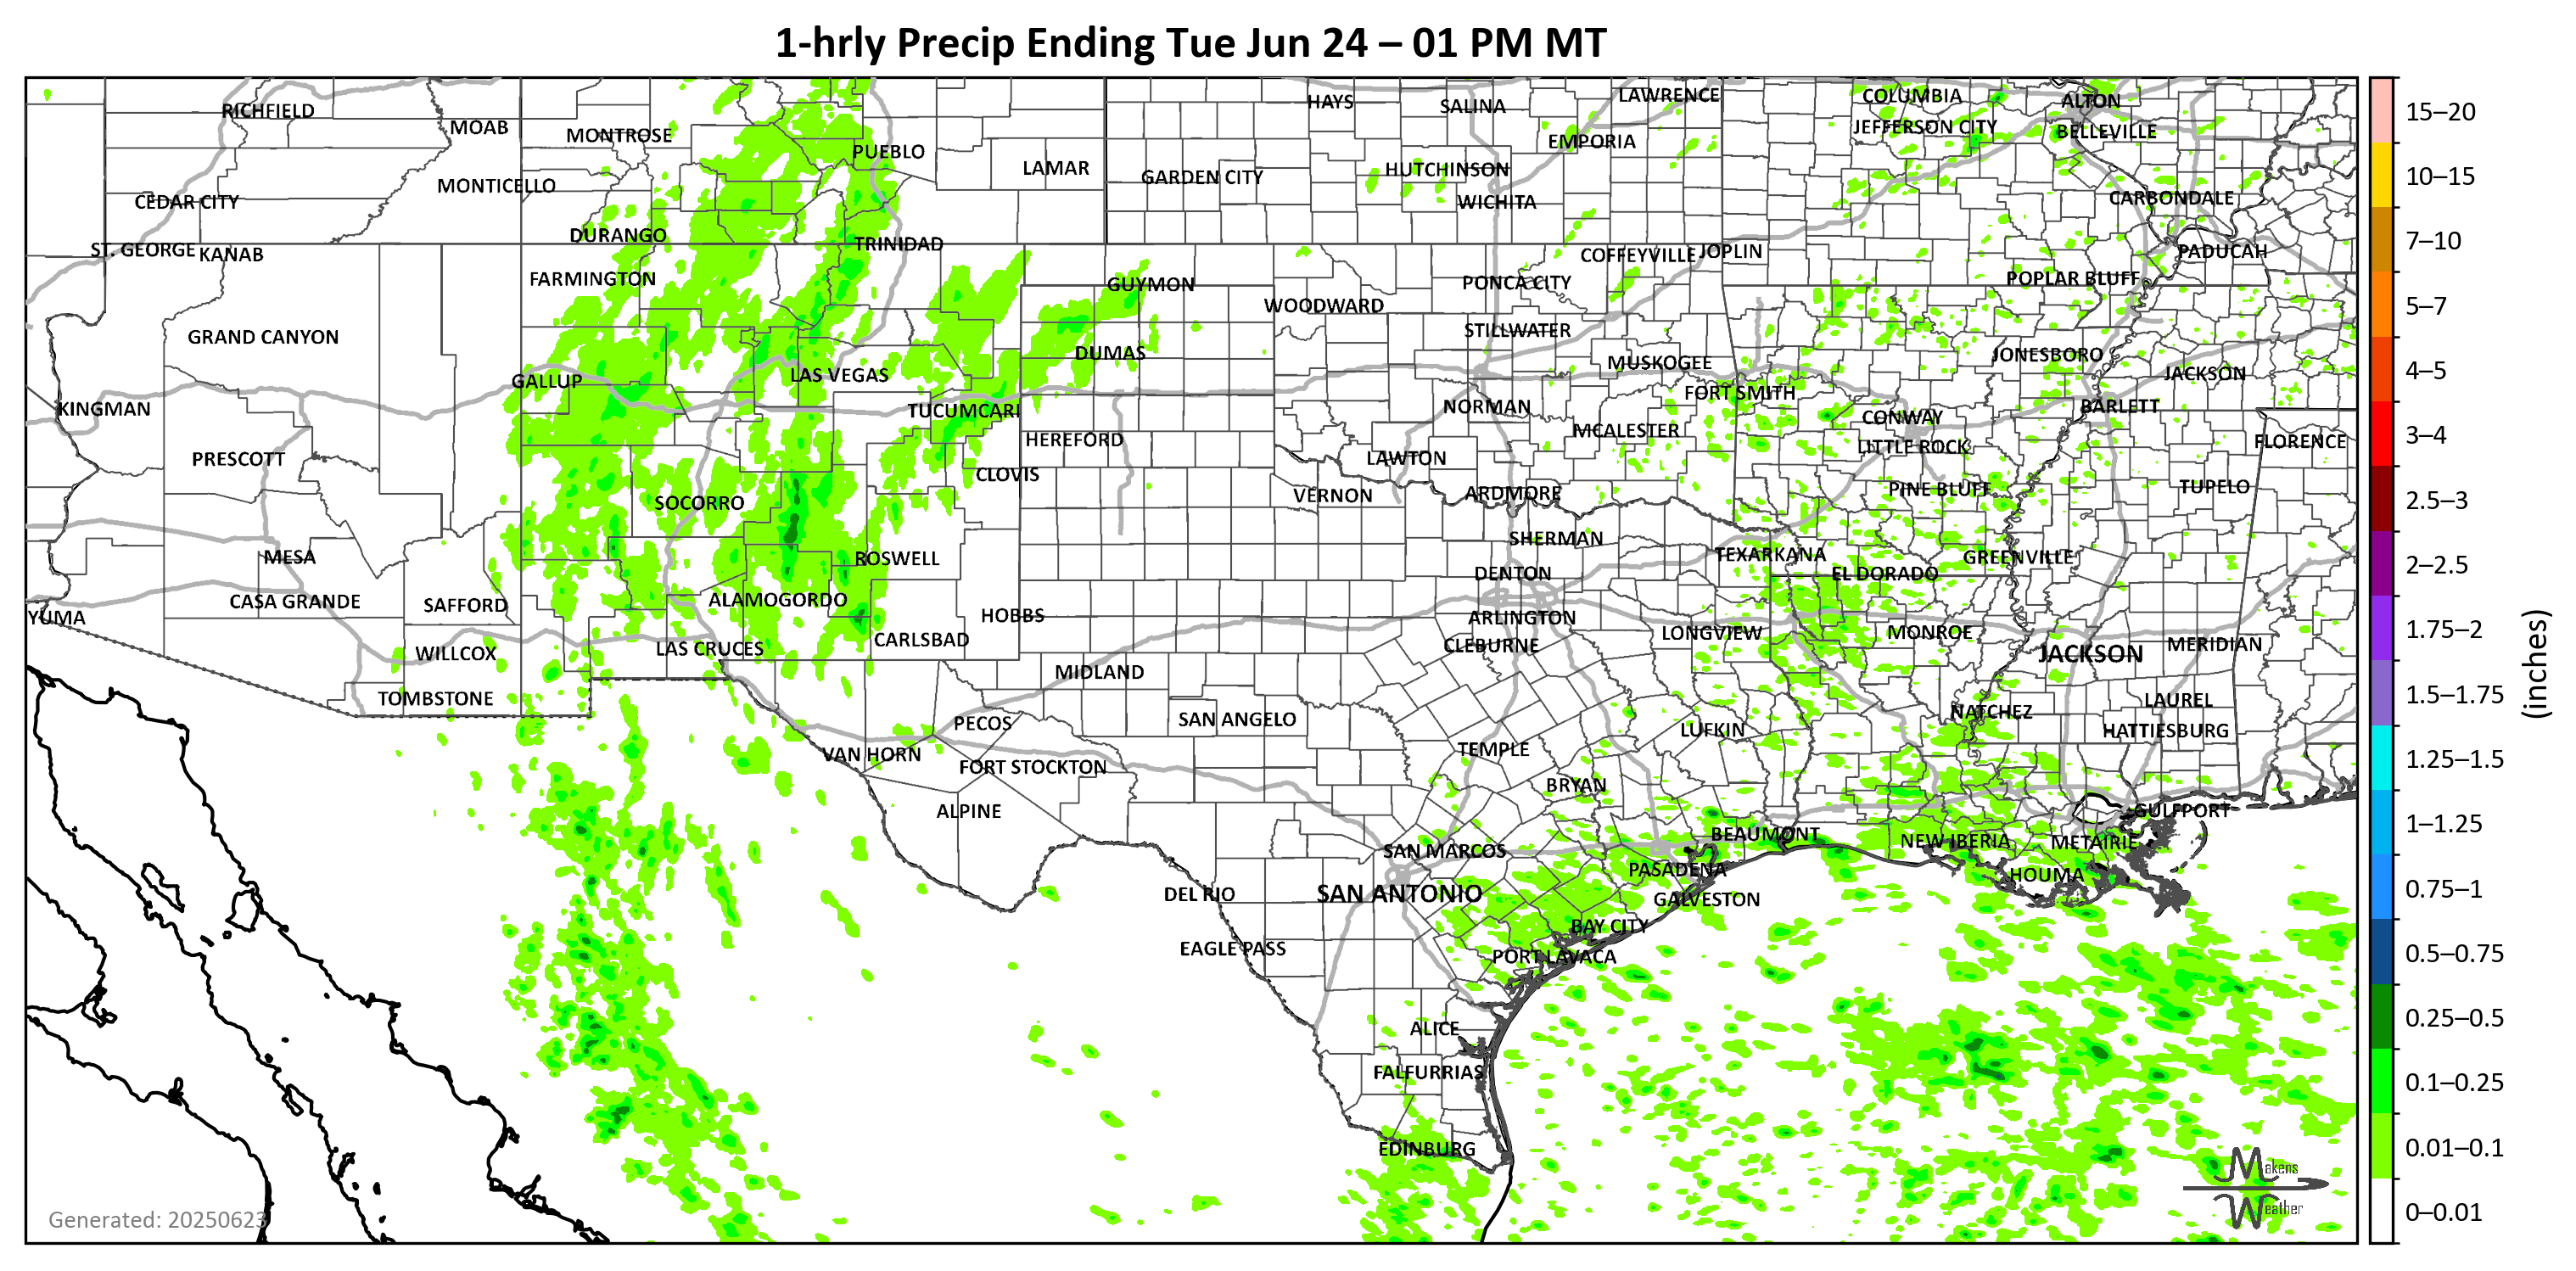 1-hrly Precip Ending Tue Jun 24 – 01 PM MT
RICHFIELD
MOAB
MONTROSE
PUEBLO
LAMAR
HAYS
SALINA
LAWRENCE
COLUMBIA
ALTON
JEFFERSON CITY
BELLEVILLE
EMPORIA
GARDEN CITY
HUTCHINSON
WICHITA
CEDAR CITY
MONTICELLO
CARBONDALE
ST. GEORGE
KANAB
DURANGO
TRINIDAD
COFFEYVILLE
JOPLIN
PADUCAH
FARMINGTON
GUYMON
WOODWARD
PONCA CITY
POPLAR BLUFF
GRAND CANYON
DUMAS
STILLWATER
JONESBORO
GALLUP
LAS VEGAS
MUSKOGEE
JACKSON
KINGMAN
TUCUMCARI
NORMAN
FORT SMITH
CONWAY
BARLETT
PRESCOTT
HEREFORD
LAWTON
MCALESTER
LITTLE ROCK
FLORENCE
SOCORRO
CLOVIS
VERNON
ARDMORE
PINE BLUFF
TUPELO
MESA
ROSWELL
SHERMAN
TEXARKANA
GREENVILLE
DENTON
EL DORADO
YUMA
CASA GRANDE
SAFFORD
ALAMOGORDO
HOBBS
ARLINGTON
WILLCOX
LAS CRUCES
CARLSBAD
CLEBURNE
LONGVIEW
MONROE
JACKSON
MERIDIAN
TOMBSTONE
MIDLAND
PECOS
SAN ANGELO
NATCHEZ
LAUREL
HATTIESBURG
VAN HORN
FORT STOCKTON
TEMPLE
LUFKIN
ALPINE
BRYAN
GULFPORT
SAN MARCOS
BEAUMONT
NEW IBERIA
METAIRIE
DEL RIO
SAN ANTONIO
PASADENA
HOUMA
GALVESTON
EAGLE PASS
BAY CITY
PORT LAVACA
ALICE
FALFURRIAS
EDINBURG
Generated: 20250623
Makens
Weather
15–20
10–15
7–10
5–7
4–5
3–4
2.5–3
2–2.5
1.75–2
1.5–1.75
1.25–1.5
1–1.25
0.75–1
0.5–0.75
0.25–0.5
0.1–0.25
0.01–0.1
0–0.01
(inches)